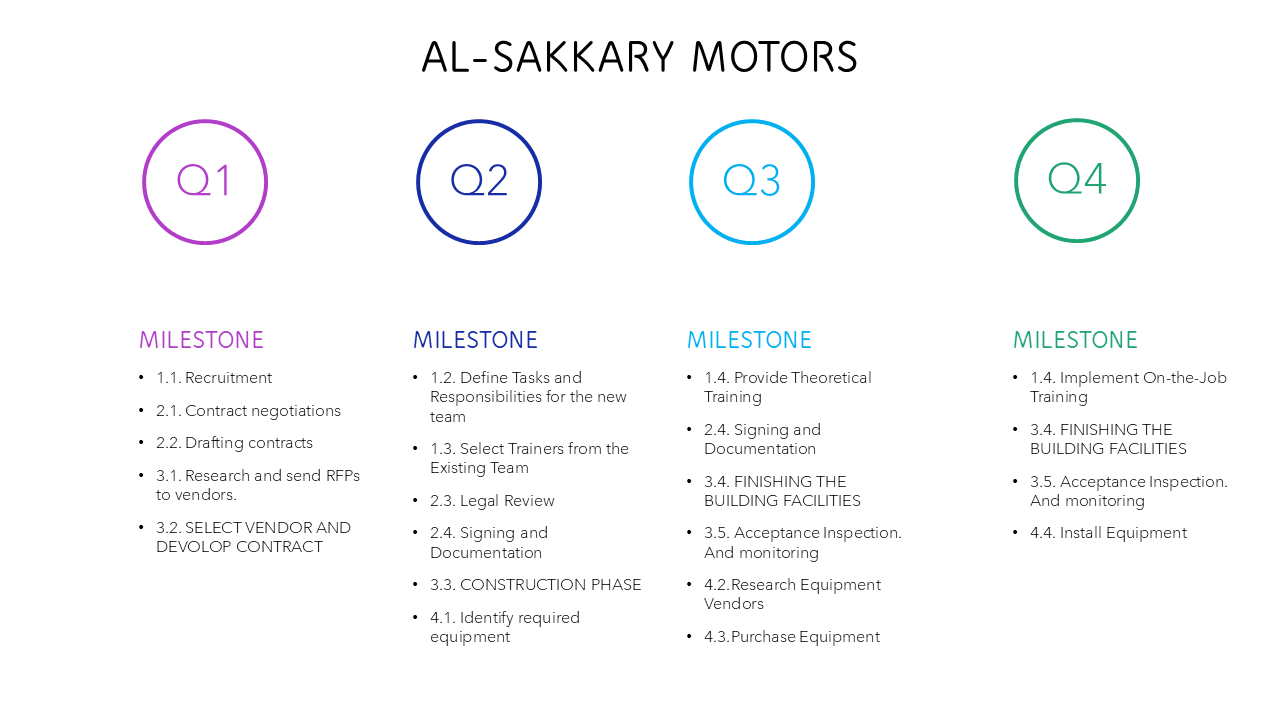 AL-SAKKARY MOTORS
Q1
Q2
Q3
Q4
MILESTONE
• 1.1. Recruitment
• 2.1. Contract negotiations
• 2.2. Drafting contracts
• 3.1. Research and send RFPs
to vendors.
• 3.2. SELECT VENDOR AND
DEVOLOP CONTRACT
MILESTONE
• 1.2. Define Tasks and
Responsibilities for the new
team
• 1.3. Select Trainers from the
Existing Team
• 2.3. Legal Review
• 2.4. Signing and
Documentation
• 3.3. CONSTRUCTION PHASE
• 4.1. Identify required
equipment
MILESTONE
• 1.4. Provide Theoretical
Training
• 2.4. Signing and
Documentation
• 3.4. FINISHING THE
BUILDING FACILITIES
• 3.5. Acceptance Inspection.
And monitoring
• 4.2.Research Equipment
Vendors
• 4.3.Purchase Equipment
MILESTONE
• 1.4. Implement On-the-Job
Training
• 3.4. FINISHING THE
BUILDING FACILITIES
• 3.5. Acceptance Inspection.
And monitoring
• 4.4. Install Equipment